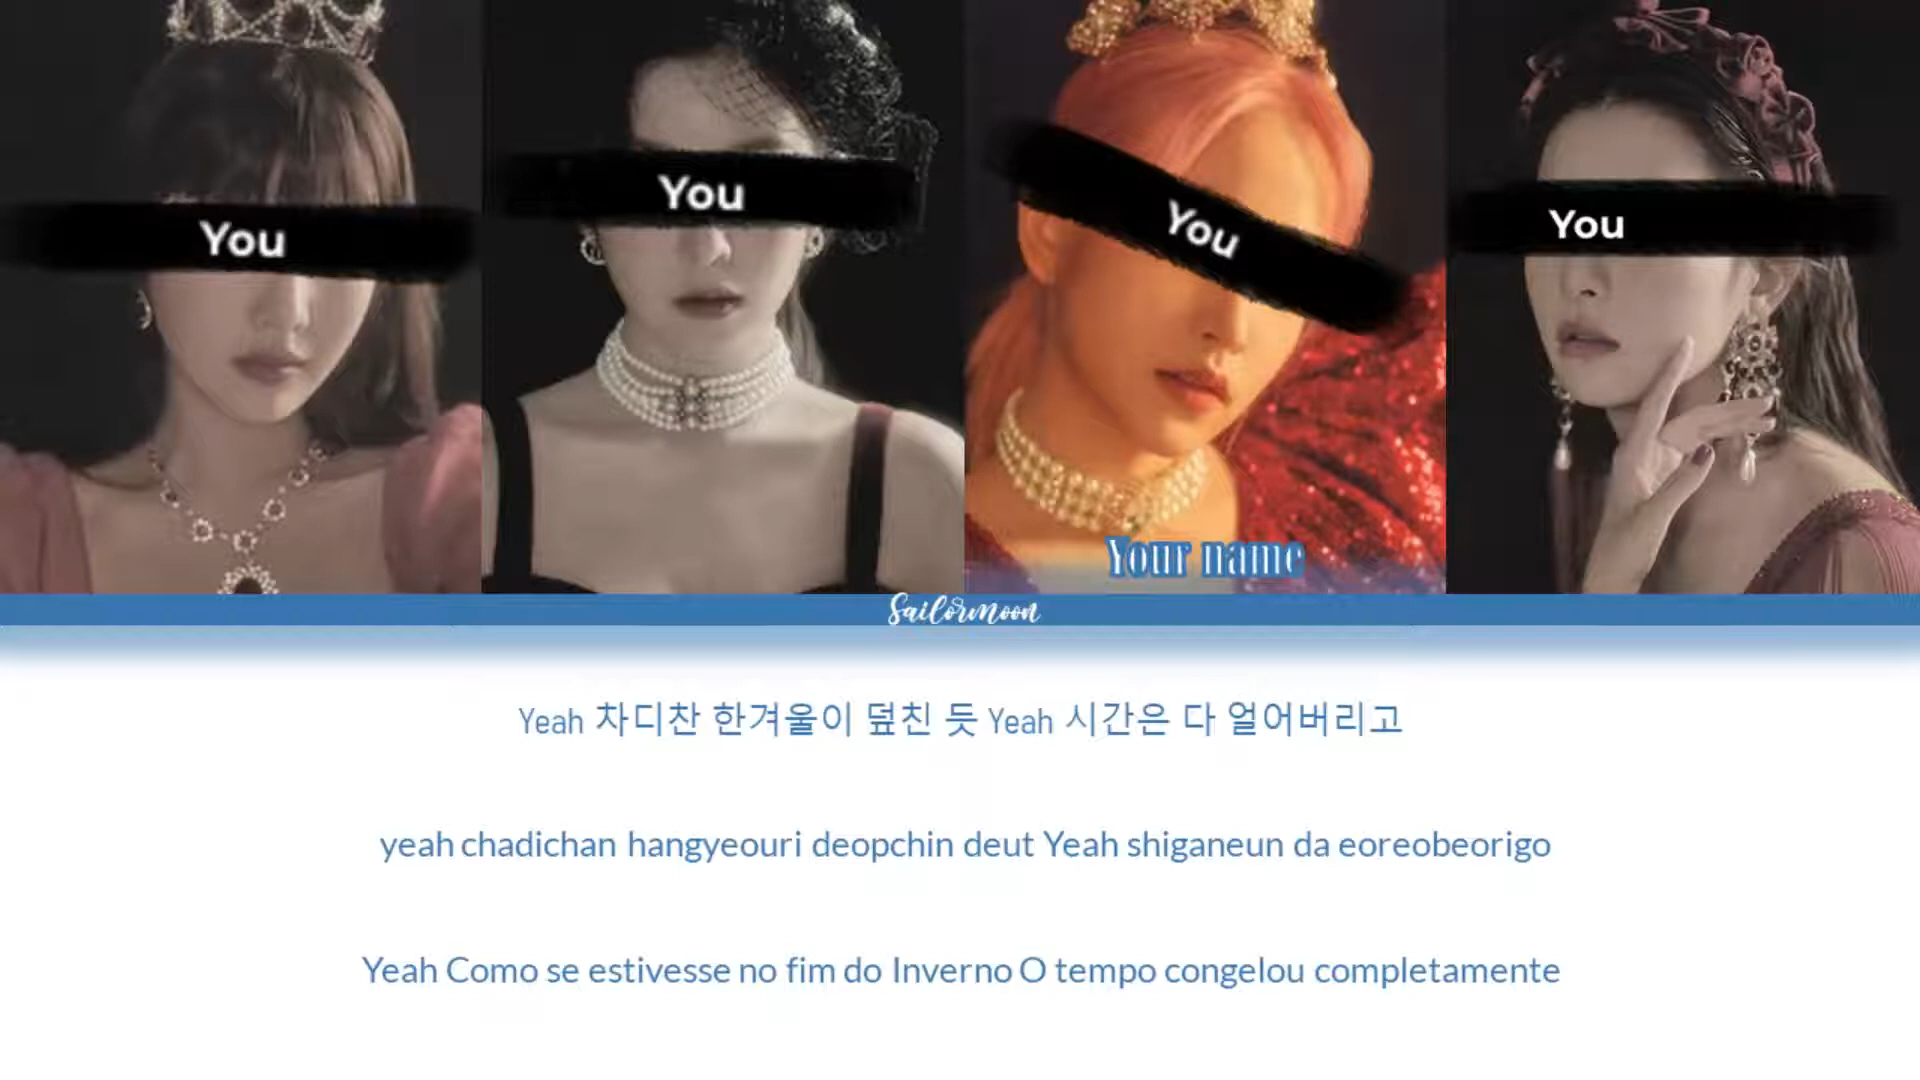 You
You
You
You
Your name
Sailormoon
Yeah 차디찬 한겨울이 덮친 듯 Yeah 시간은 다 얼어버리고
yeah chadichan hangyeouri deopchin deut Yeah shiganeun da eoreobeorigo
Yeah Como se estivesse no fim do Inverno O tempo congelou completamente